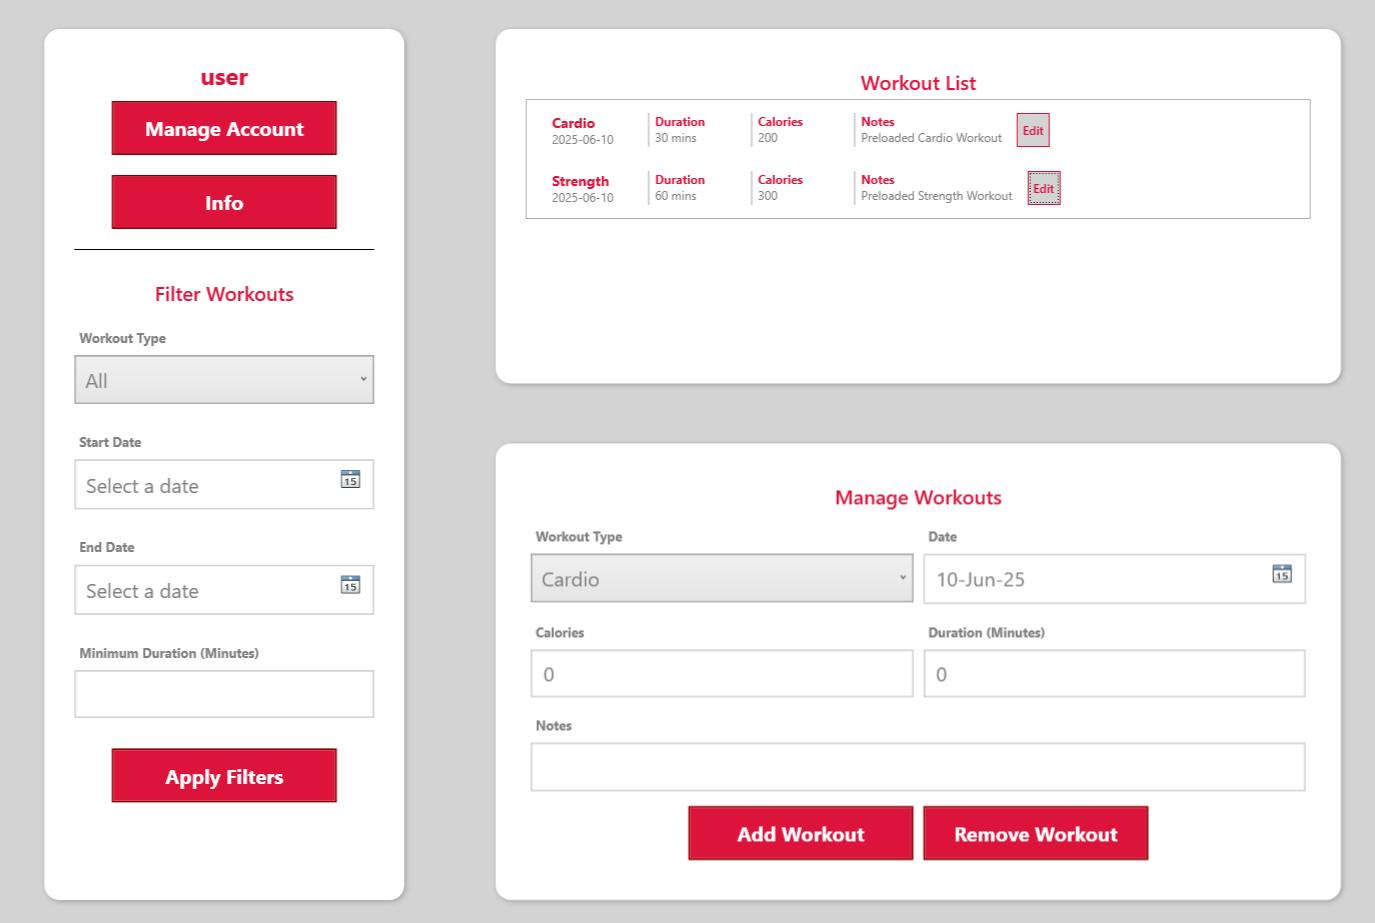 user
Manage Account
Info
Filter Workouts
Workout Type
All
Start Date
Select a date
15
End Date
Select a date
15
Minimum Duration (Minutes)
Apply Filters
Workout List
Cardio Duration Calories Notes
2025-06-10 30 mins 200 Preloaded Cardio Workout Edit
Strength Duration Calories Notes
2025-06-10 60 mins 300 Preloaded Strength Workout Edit
Manage Workouts
Workout Type Date
Cardio 10-Jun-25 15
Calories Duration (Minutes)
0 0
Notes
Add Workout Remove Workout